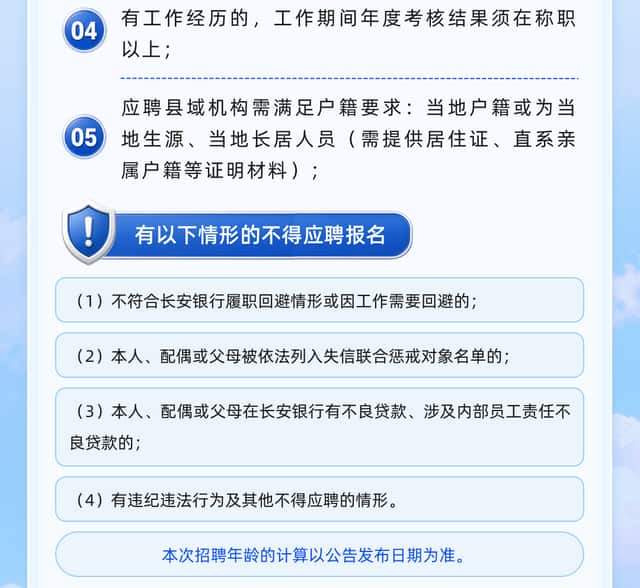 04
有工作经历的，工作期间年度考核结果须在称职
以上；
05
应聘县域机构需满足户籍要求：当地户籍或为当
地生源、当地长居人员（需提供居住证、直系亲
属户籍等证明材料）；
有以下情形的不得应聘报名
（1）不符合长安银行履职回避情形或因工作需要回避的；
（2）本人、配偶或父母被依法列入失信联合惩戒对象名单的；
（3）本人、配偶或父母在长安银行有不良贷款、涉及内部员工责任不
良贷款的；
（4）有违纪违法行为及其他不得应聘的情形。
本次招聘年龄的计算以公告发布日期为准。